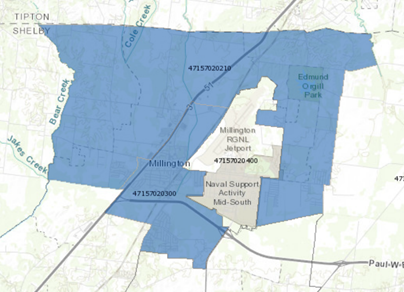 TIPTON
SHELBY
Cole Creek
Bear Creek
Jakes Creek
47157020210
51
Edmund
Orgill
Park
Millington
RGNL
Jetport
47157020400
Millington
47157020300
Naval Support
Activity
Mid-South
Paul-W-